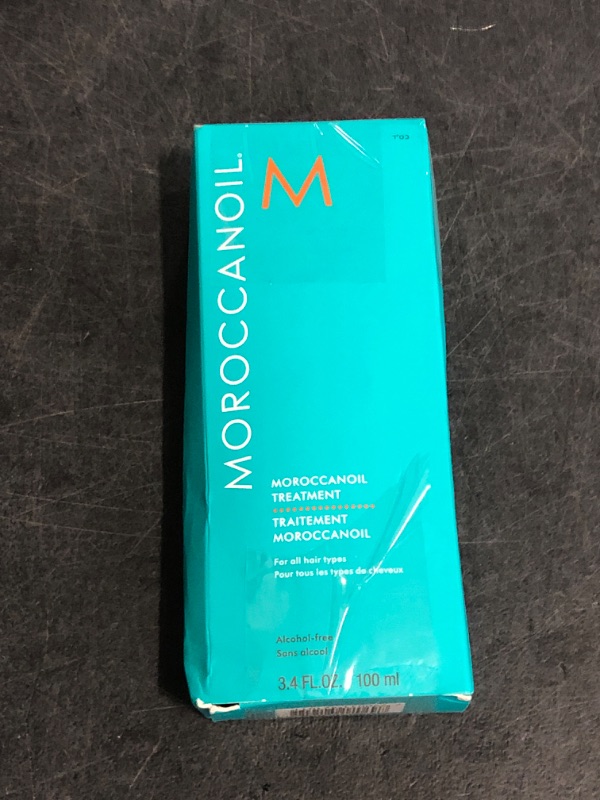 MOROCCANOIL®
M
MOROCCANOIL
TREATMENT
TRAITEMENT
MOROCCANOIL
For all hair types
Pour tous les types de cheveux
Alcohol-free
Sans alcool
3.4 FL.OZ. 100 ml